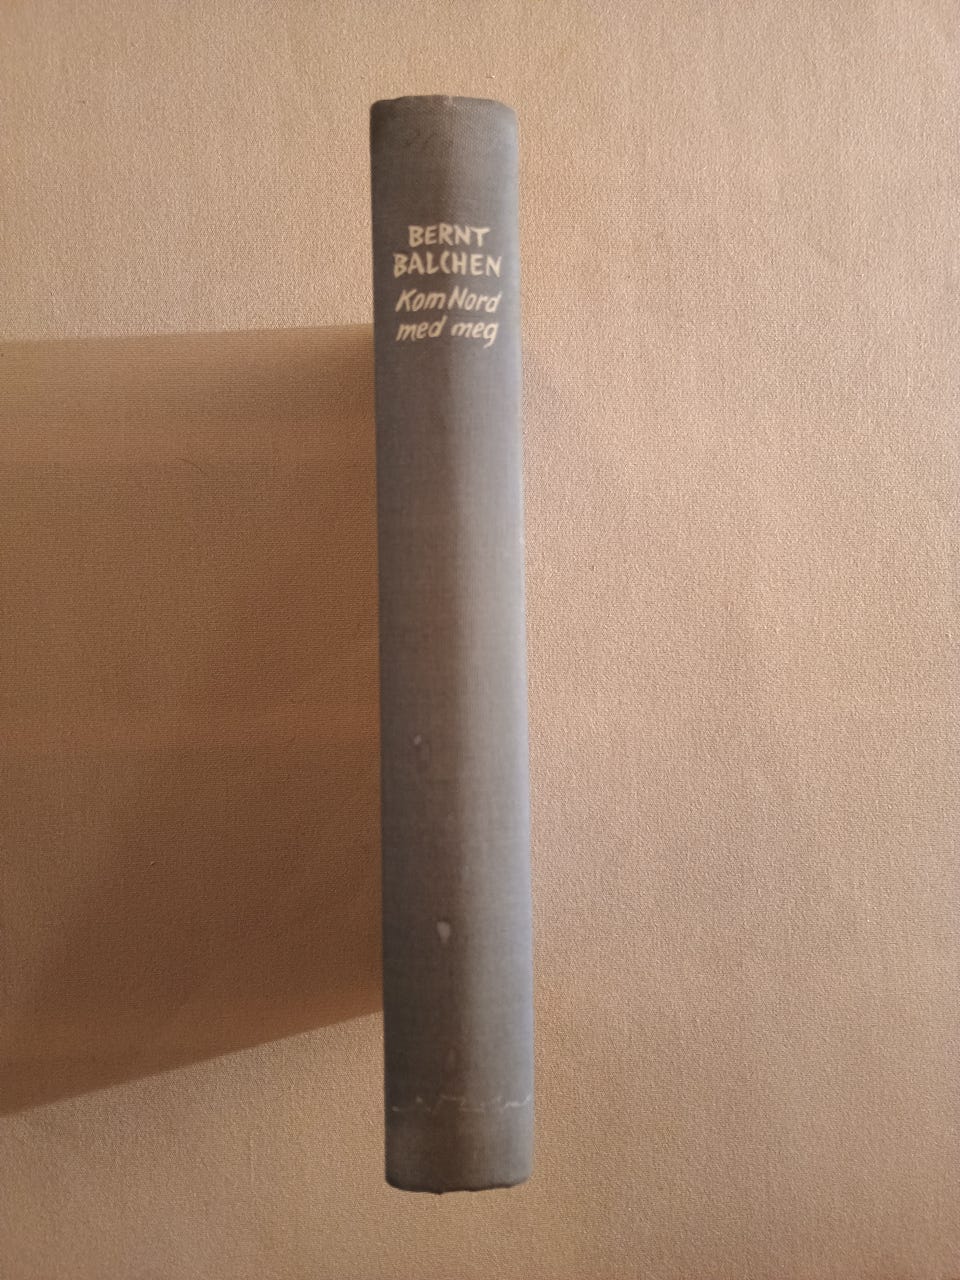 BERNT
BALCHEN
Kom Nord
med meg